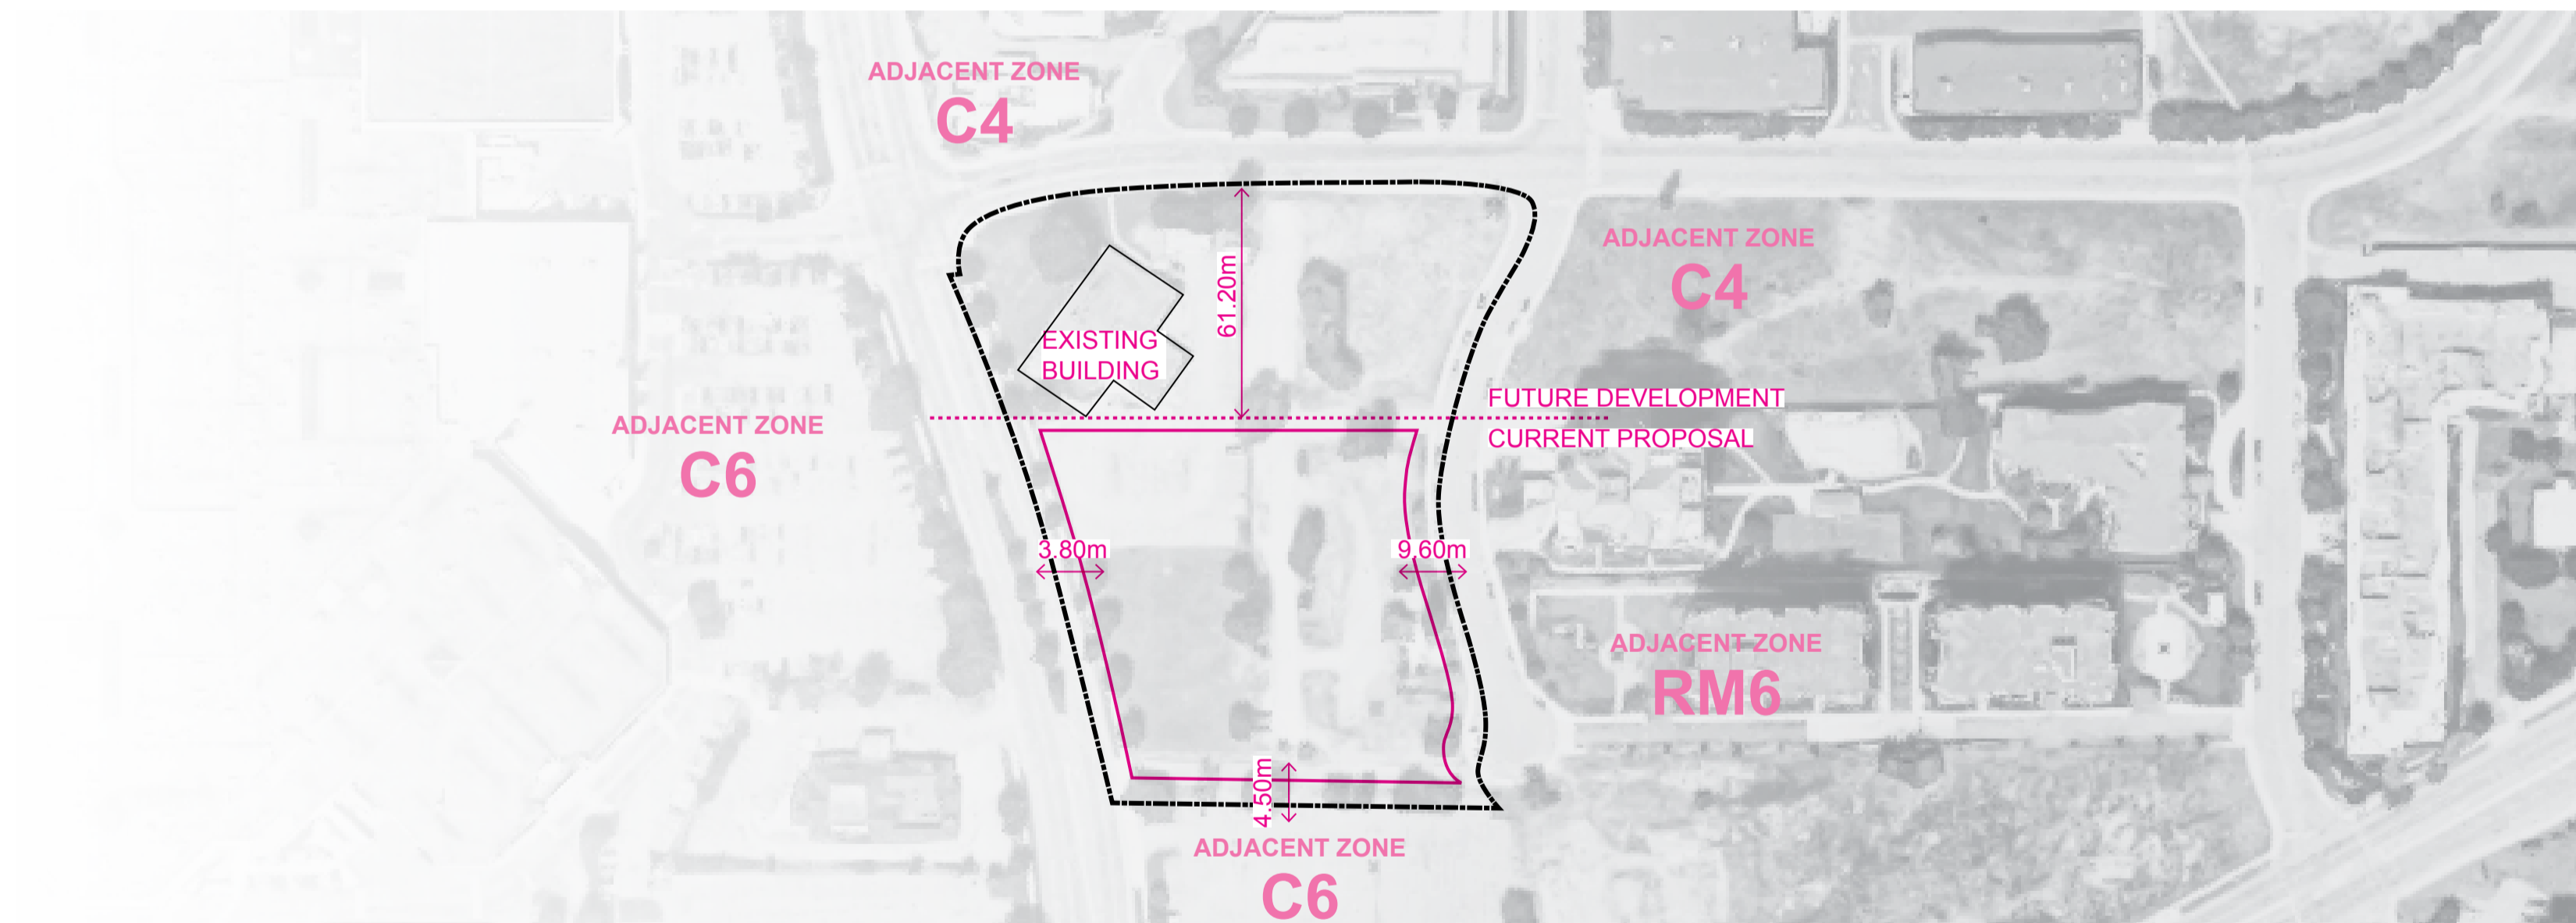 ADJACENT ZONE
C4
ADJACENT ZONE
C4
61.20m
EXISTING
BUILDING
FUTURE DEVELOPMENT
CURRENT PROPOSAL
ADJACENT ZONE
C6
3.80m
9.60m
ADJACENT ZONE
RM6
4.50m
ADJACENT ZONE
C6